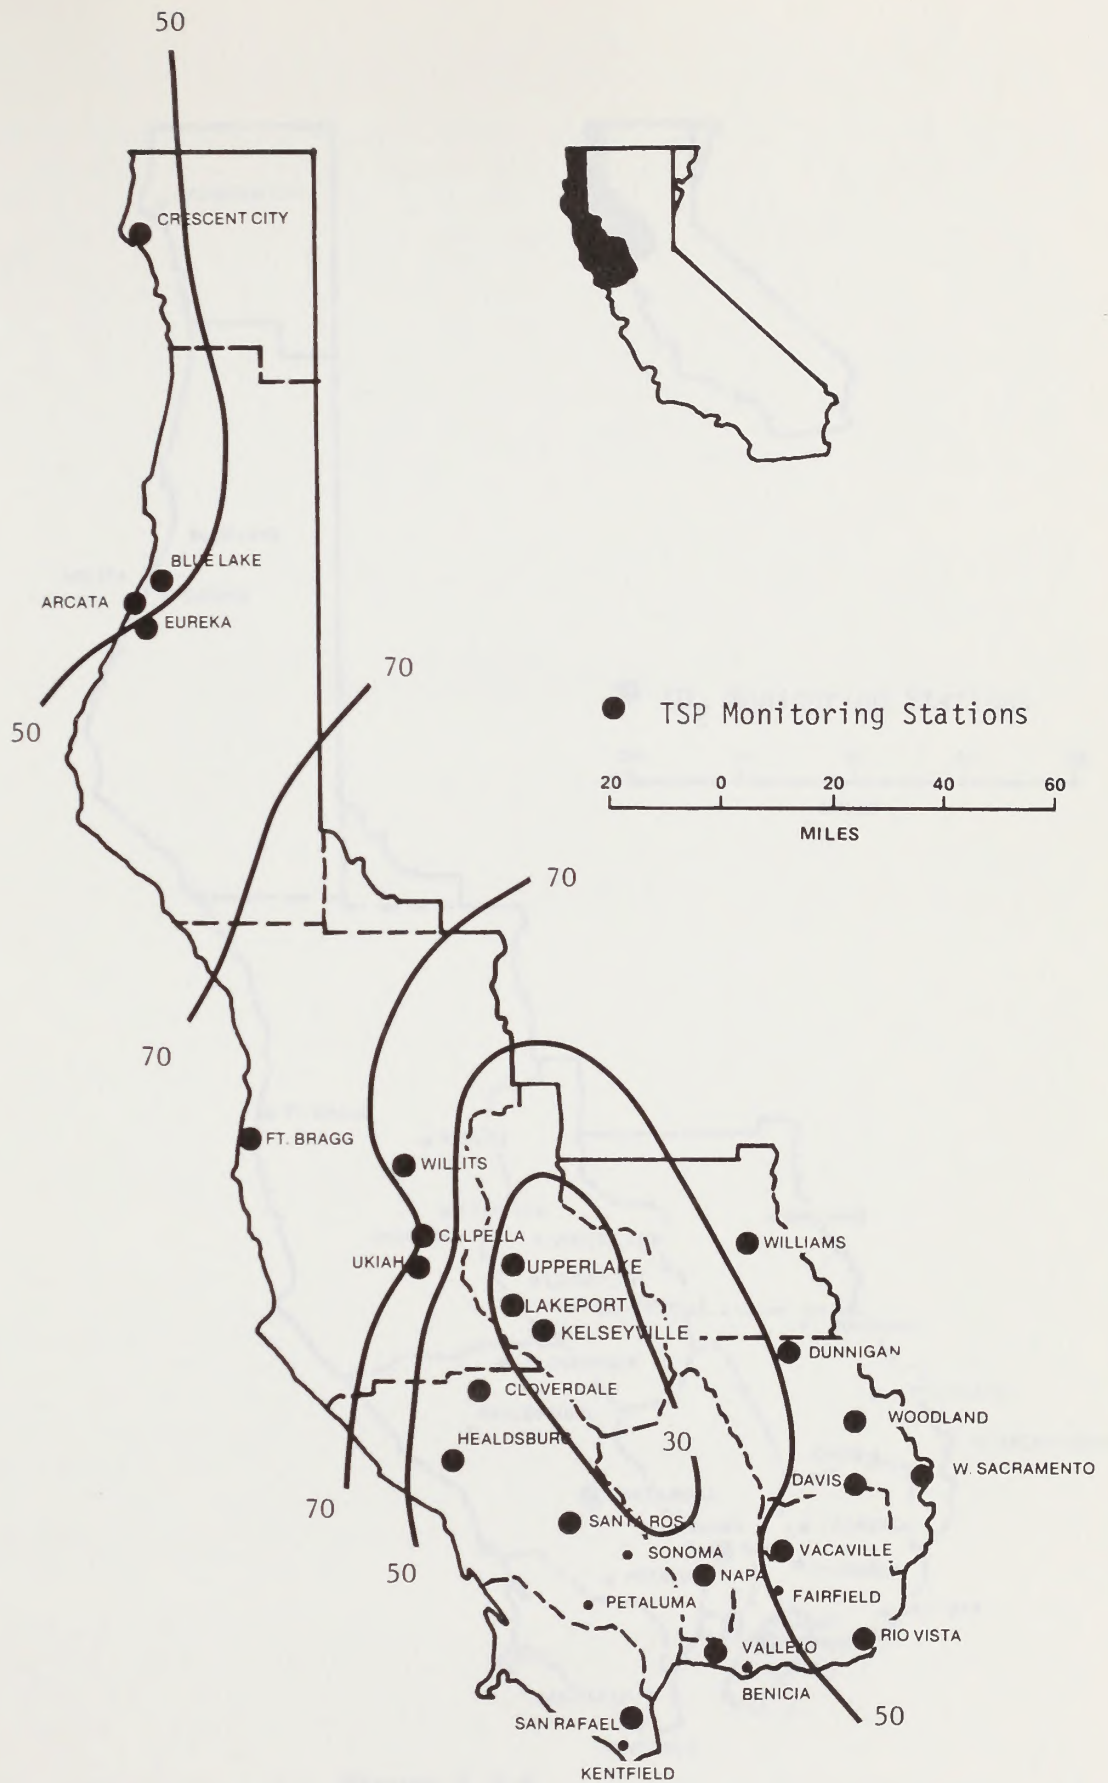 50
CRESCENT CITY
BLUE LAKE
ARCATA
EUREKA
50
70
TSP Monitoring Stations
20 0 20 40 60
MILES
70
70
FT. BRAGG
WILLITS
CALPELLA
UKIAH
WILLIAMS
UPPERLAKE
LAKEPORT
KELSEYVILLE
DUNNIGAN
CLOVERDALE
WOODLAND
HEALDSBURG
30
W. SACRAMENTO
DAVIS
70
SANTA ROSA
SONOMA
VACAVILLE
50
NAPA
FAIRFIELD
PETALUMA
RIO VISTA
VALLEJO
BENICIA
50
SAN RAFAEL
KENTFIELD